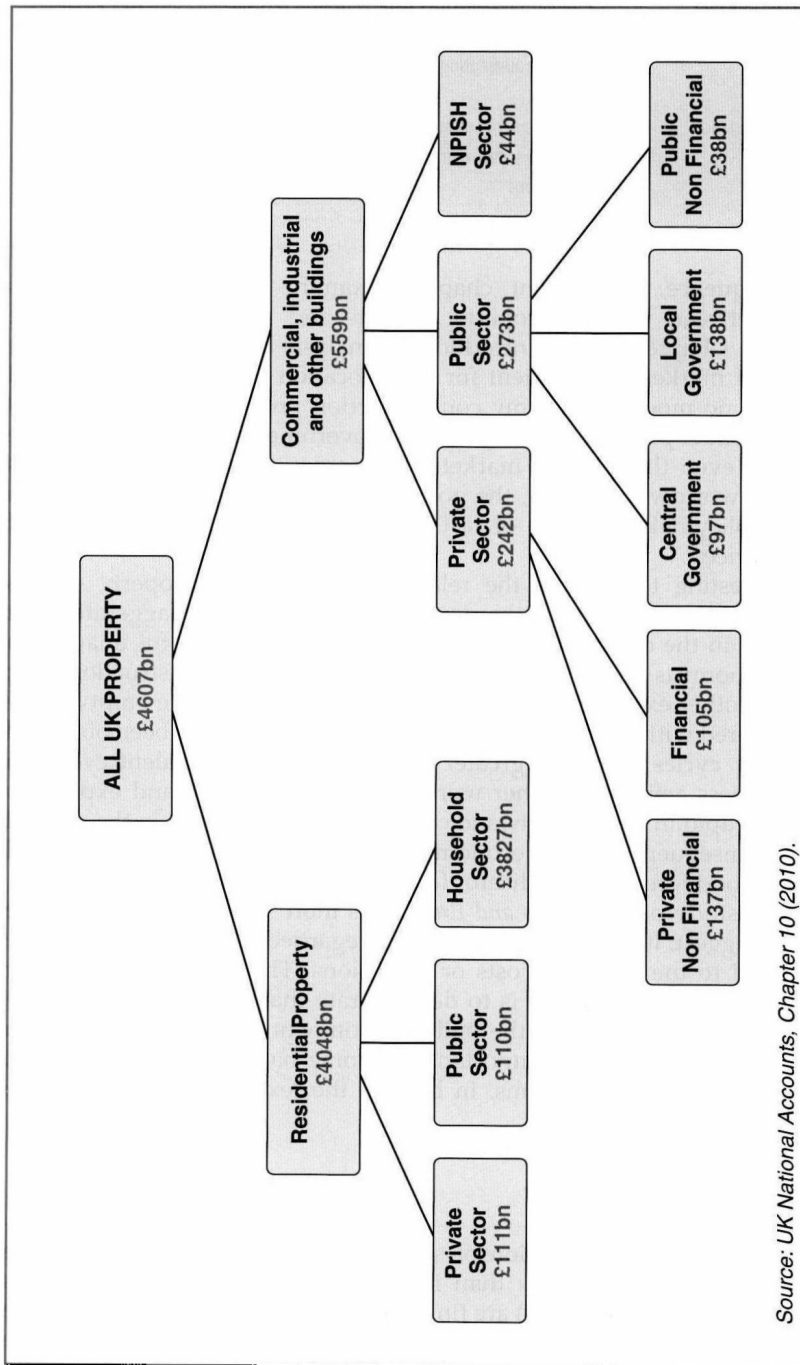 ALL UK PROPERTY
£4607bn
ResidentialProperty
£4048bn
Commercial, industrial
and other buildings
£559bn
Private
Sector
£111bn
Public
Sector
£110bn
Household
Sector
£3827bn
Private
Sector
£242bn
Public
Sector
£273bn
NPISH
Sector
£44bn
Private
Non Financial
£137bn
Financial
£105bn
Central
Government
£97bn
Local
Government
£138bn
Public
Non Financial
£38bn
Source: UK National Accounts, Chapter 10 (2010).